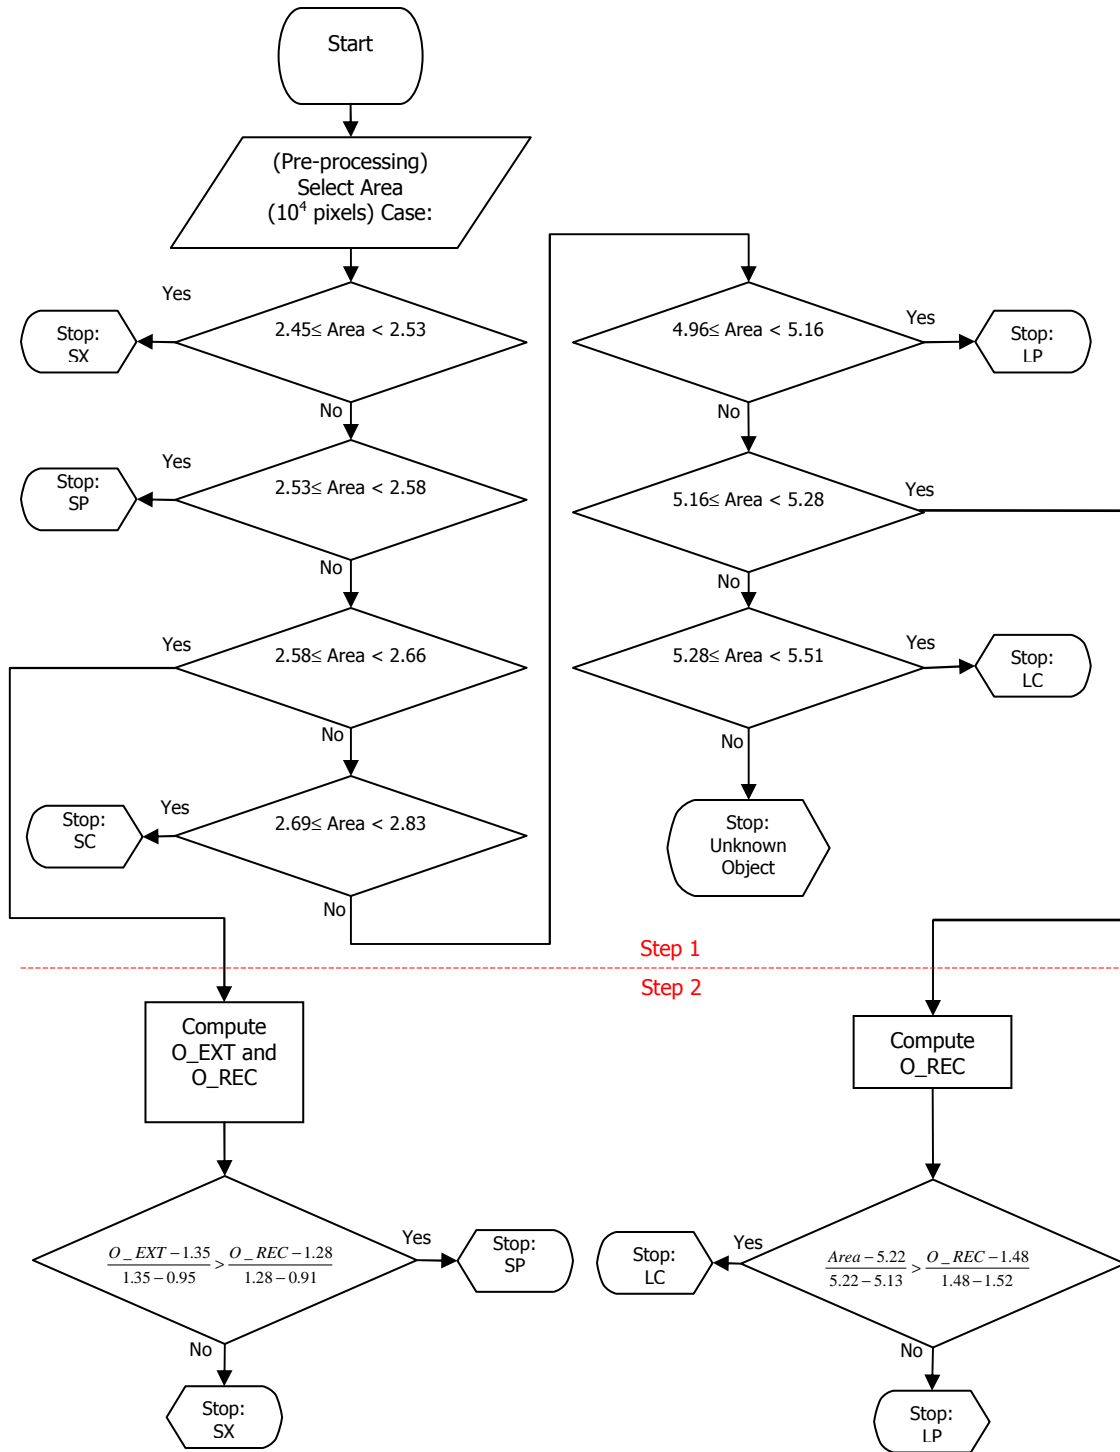 Start
(Pre-processing)
Select Area
(10⁴ pixels) Case:
Yes
2.45≤ Area < 2.53
Stop:
SX
No
Yes
2.53≤ Area < 2.58
Stop:
SP
No
Yes
2.58≤ Area < 2.66
No
Yes
2.69≤ Area < 2.83
Stop:
SC
No
4.96≤ Area < 5.16
Yes
Stop:
LP
No
5.16≤ Area < 5.28
Yes
No
5.28≤ Area < 5.51
Yes
Stop:
LC
No
Stop:
Unknown
Object
Step 1
Step 2
Compute
O_EXT and
O_REC
O_EXT − 1.35 / 1.35 − 0.95 > O_REC − 1.28 / 1.28 − 0.91
Yes
Stop:
SP
No
Stop:
SX
Compute
O_REC
Yes
Stop:
LC
Area − 5.22 / 5.22 − 5.13 > O_REC − 1.48 / 1.48 − 1.52
No
Stop:
LP